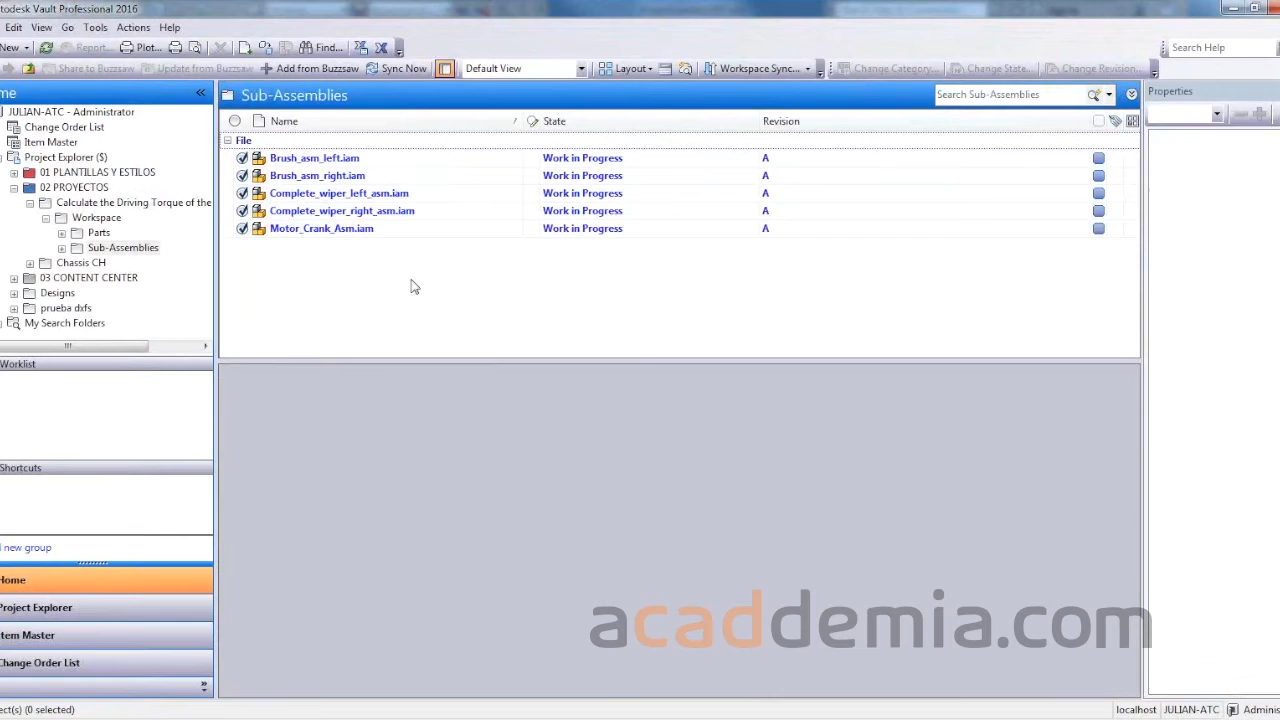 todesk Vault Professional 2016
Edit View Go Tools Actions Help
New Report... Plot... Find... Search Help
Share to Buzzsaw Update from Buzzsaw Add from Buzzsaw Sync Now Default View Layout Workspace Sync... Change Category... Change State... Change Revision...
me « Sub-Assemblies Search Sub-Assemblies Properties
JULIAN-ATC - Administrator
Change Order List
Item Master
Project Explorer ($)
01 PLANTILLAS Y ESTILOS
02 PROYECTOS
Calculate the Driving Torque of the
Workspace
Parts
Sub-Assemblies
Chassis CH
03 CONTENT CENTER
Designs
prueba dxfs
My Search Folders
Worklist
Shortcuts
new group
Home
Project Explorer
Item Master
Change Order List
Name / State Revision
File
Brush_asm_left.iam Work in Progress A
Brush_asm_right.iam Work in Progress A
Complete_wiper_left_asm.iam Work in Progress A
Complete_wiper_right_asm.iam Work in Progress A
Motor_Crank_Asm.iam Work in Progress A
acaddemia.com
ect(s) (0 selected) localhost JULIAN-ATC Adminis